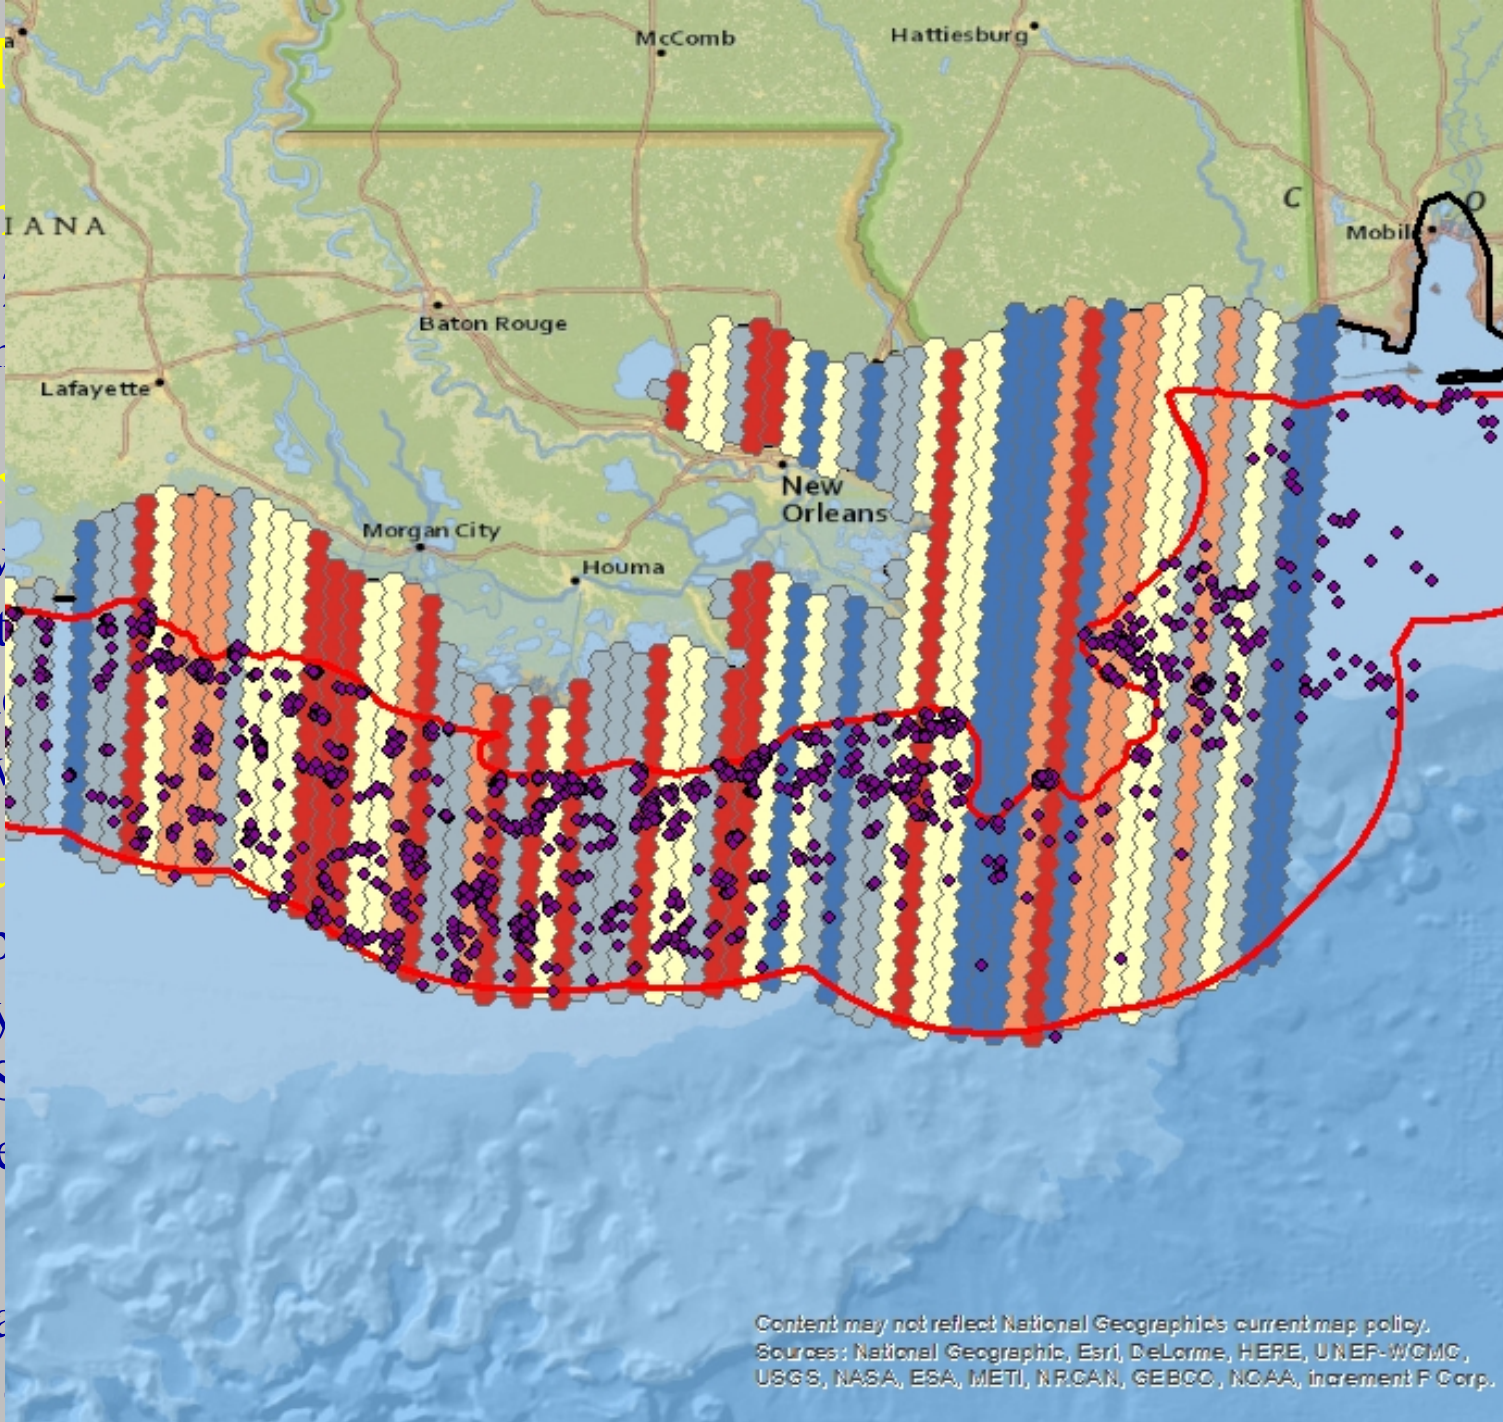 McComb
Hattiesburg
a
C
O
IANA
Mobil
Baton Rouge
Lafayette
New
Orleans
Morgan City
Houma
Content may not reflect National Geographic's current map policy.
Sources: National Geographic, Esri, DeLorme, HERE, UNEP-WCMC,
USGS, NASA, ESA, METI, NRCAN, GEBCO, NOAA, increment P Corp.